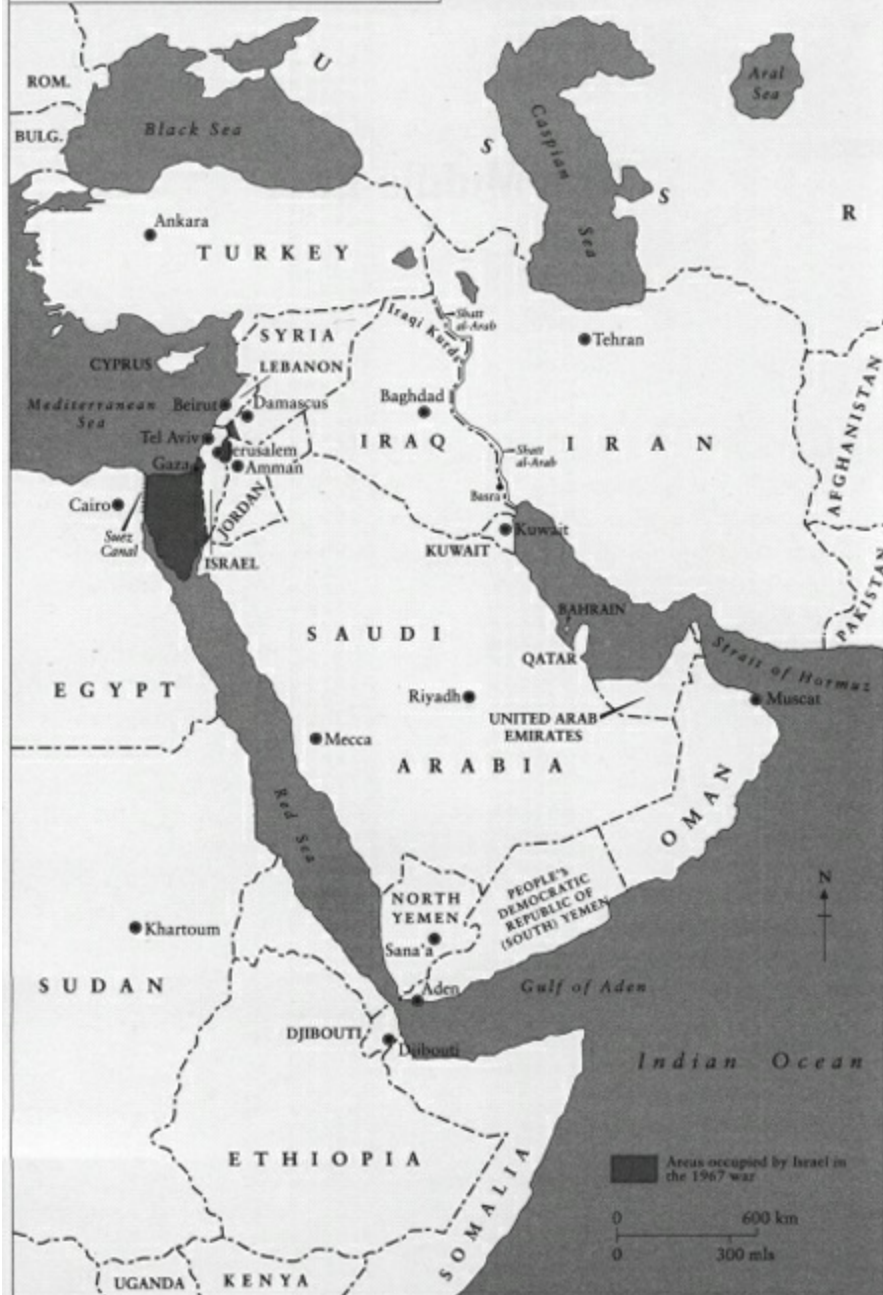 U
Aral
Sea
ROM.
Black Sea
Caspian
Sea
BULG.
S
S
R
Ankara
TURKEY
Shatt
al-Arab
Iraqi Kurds
SYRIA
Tehran
CYPRUS
LEBANON
Mediterranean
Sea
Beirut
Damascus
Baghdad
AFGHANISTAN
Tel Aviv
IRAQ
IRAN
Jerusalem
Shatt
al-Arab
Gaza
Amman
JORDAN
Basra
Cairo
Suez
Canal
Kuwait
KUWAIT
ISRAEL
PAKISTAN
BAHRAIN
SAUDI
Strait of Hormuz
QATAR
EGYPT
Riyadh
Muscat
UNITED ARAB
EMIRATES
Mecca
ARABIA
Red Sea
OMAN
N
NORTH
YEMEN
PEOPLE'S
DEMOCRATIC
REPUBLIC OF
(SOUTH) YEMEN
Khartoum
Sana'a
SUDAN
Aden
Gulf of Aden
DJIBOUTI
Djibouti
Indian Ocean
ETHIOPIA
Areas occupied by Israel in
the 1967 war
SOMALIA
0 600 km
0 300 mls
UGANDA
KENYA